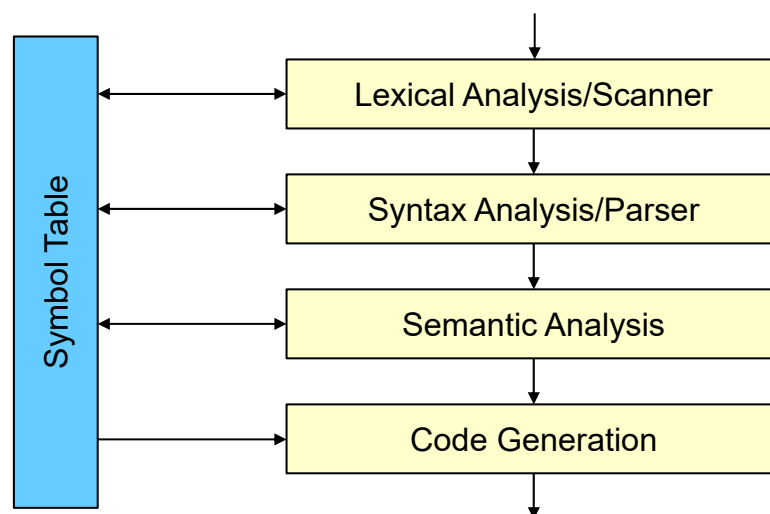 Symbol Table
Lexical Analysis/Scanner
Syntax Analysis/Parser
Semantic Analysis
Code Generation